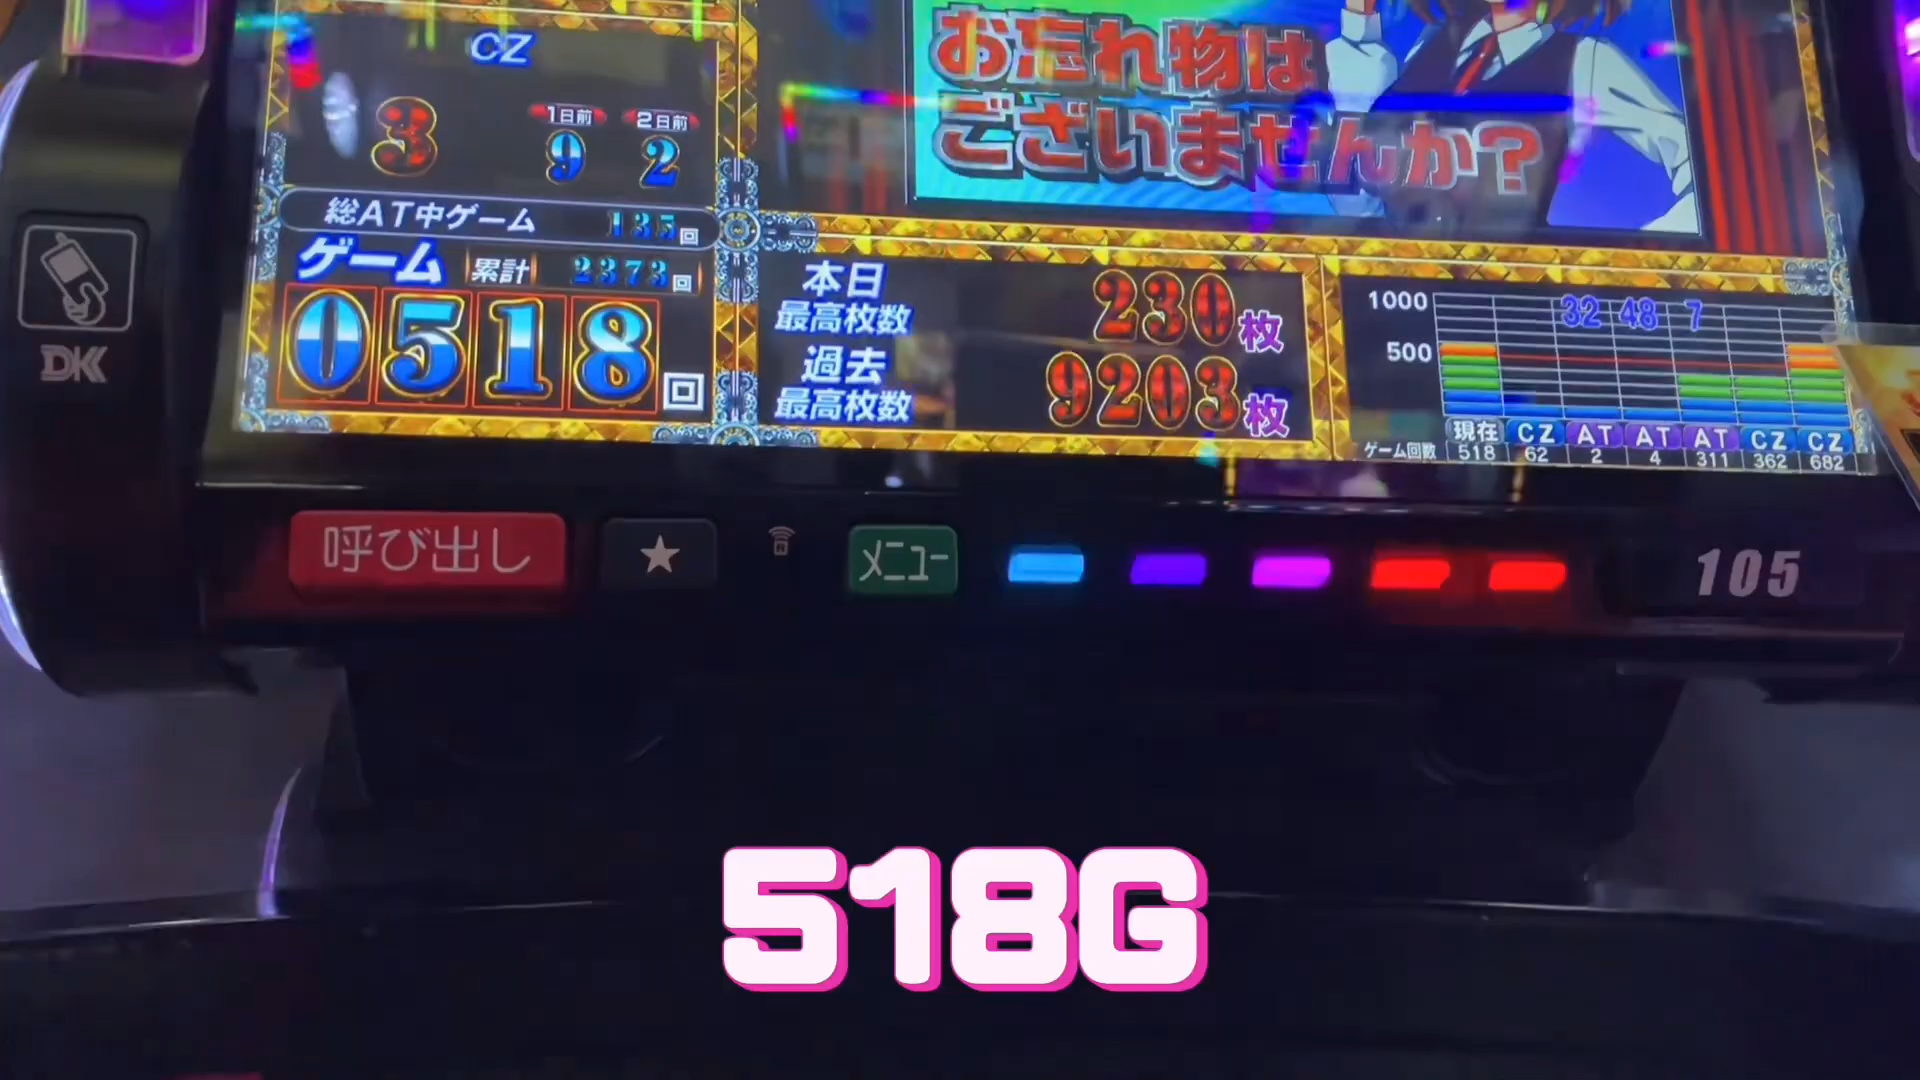 お忘れ物は
ございませんか?
CZ
3
1日前
9
2日前
2
総AT中ゲーム 135回
ゲーム 累計 2373回
0518回
本日
最高枚数 230枚
過去
最高枚数 9203枚
1000
500
32 48 7
現在 CZ AT AT AT CZ CZ
ゲーム回数 518 62 2 4 311 362 682
DK
呼び出し
★
メニュー
105
518G